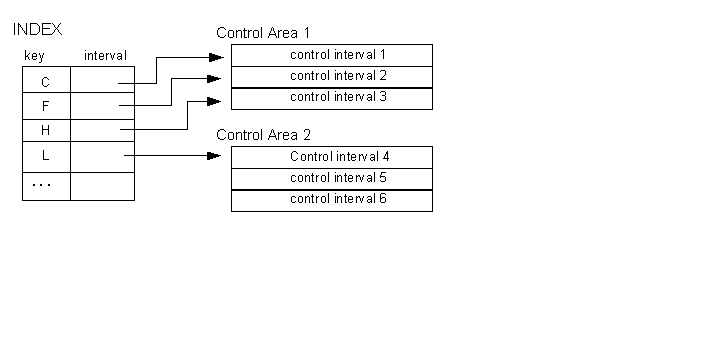 INDEX
key interval
C
F
H
L
...
Control Area 1
control interval 1
control interval 2
control interval 3
Control Area 2
Control interval 4
control interval 5
control interval 6